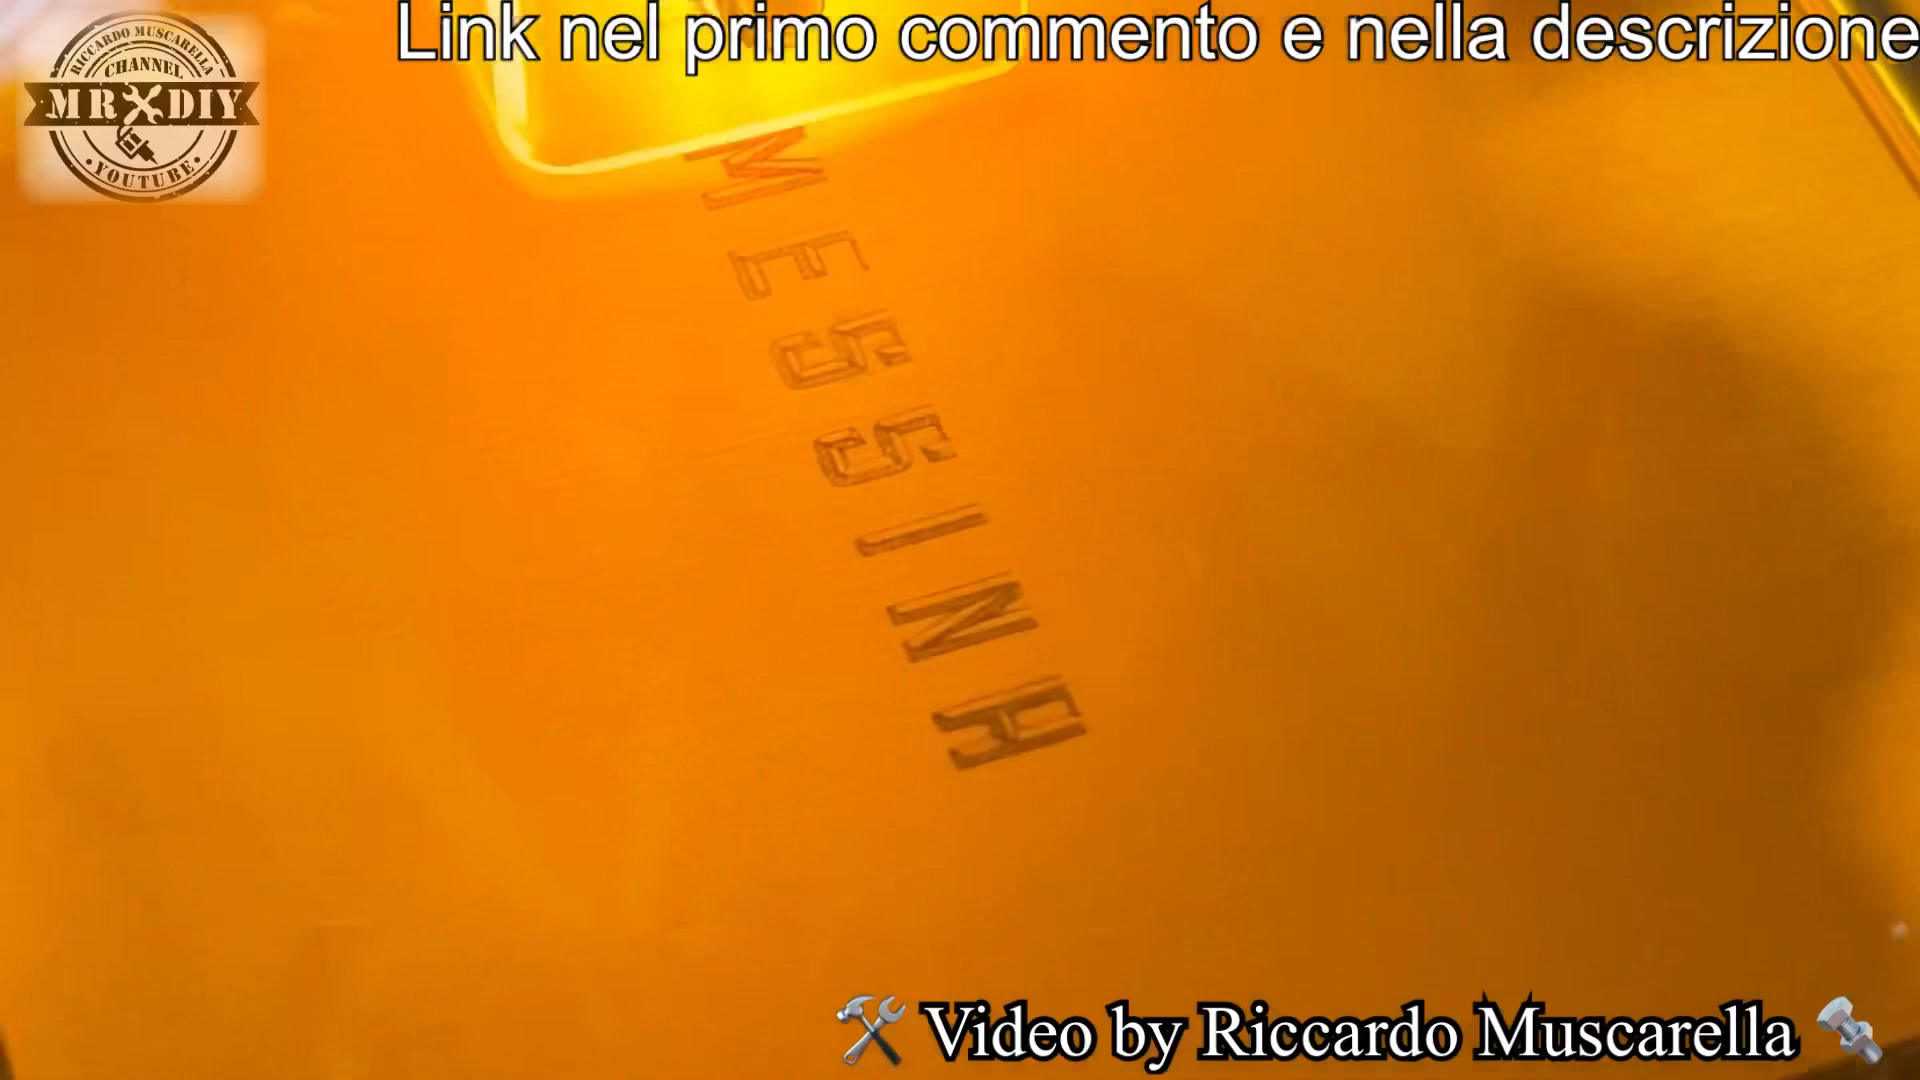 Link nel primo commento e nella descrizione
RICCARDO MUSCARELLA
CHANNEL
MR DIY
YOUTUBE
MESSINA
Video by Riccardo Muscarella